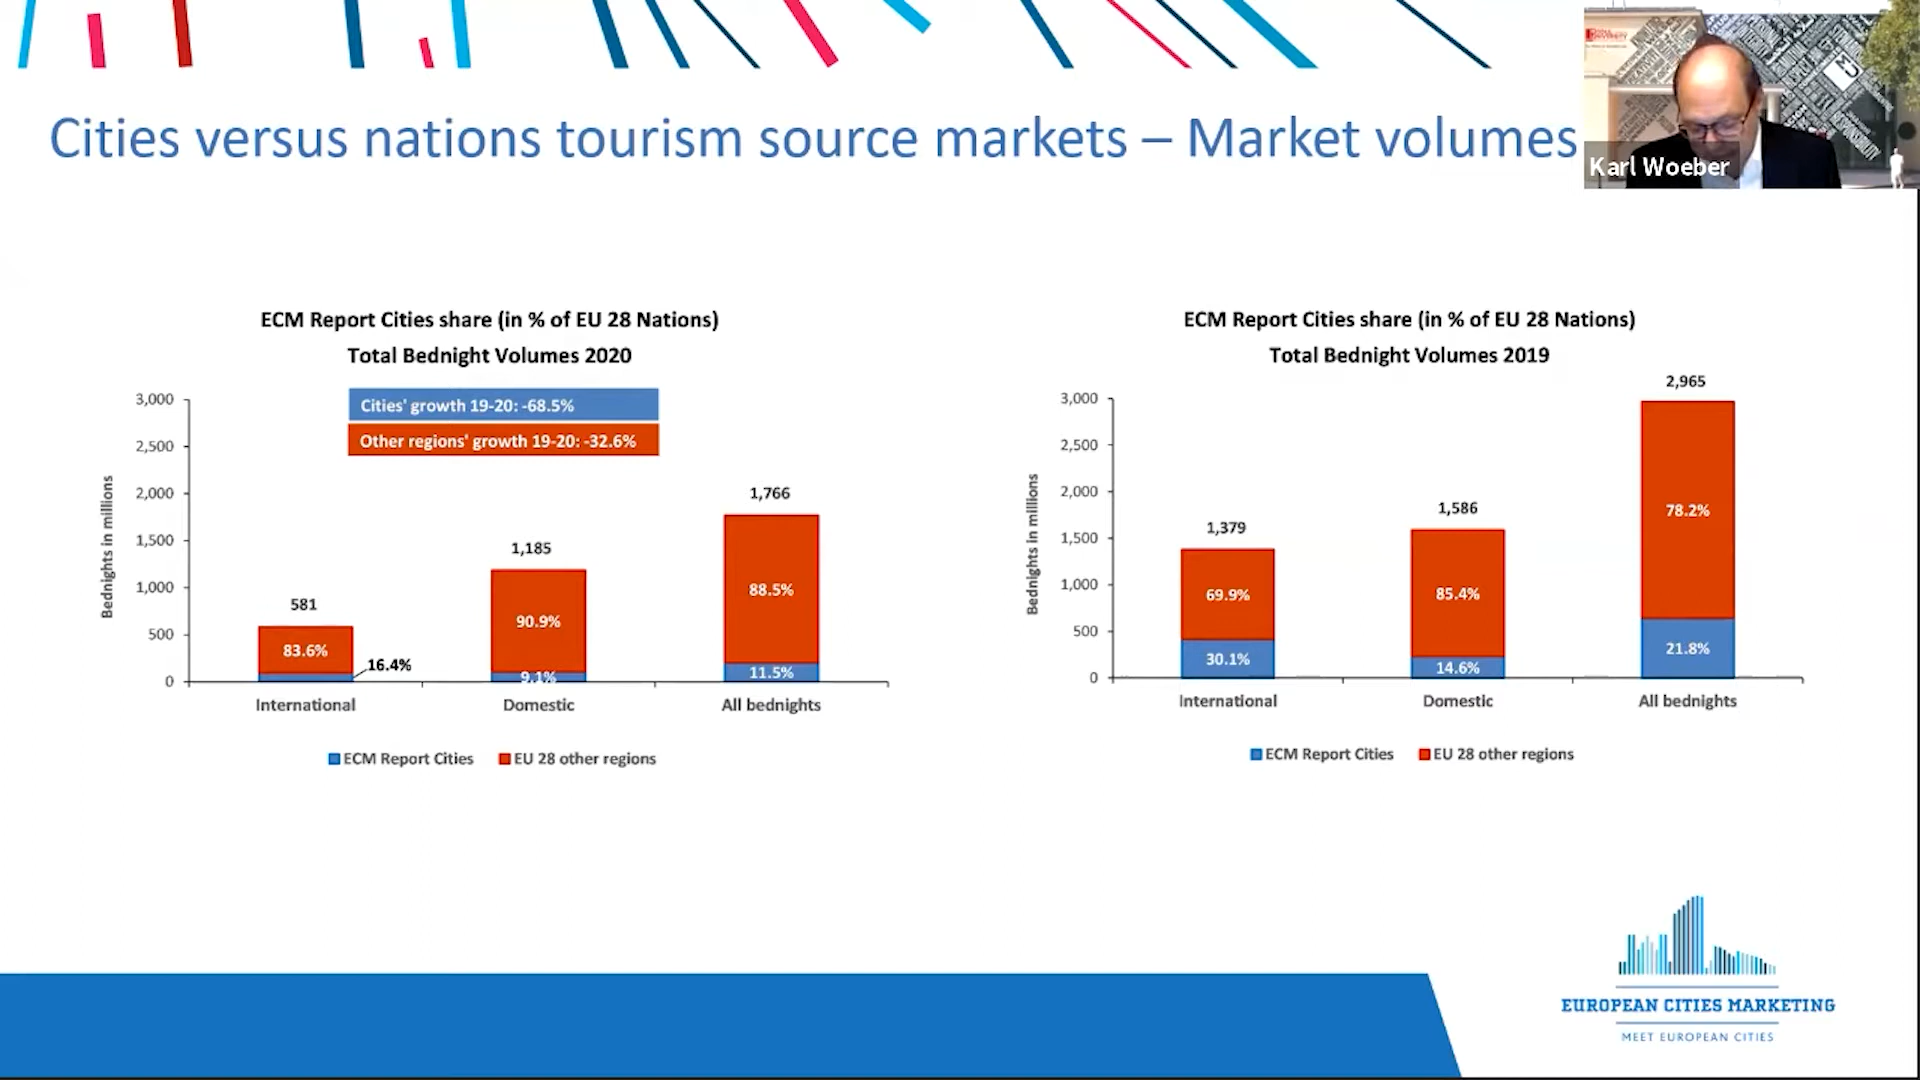 Cities versus nations tourism source markets – Market volumes
Karl Woeber
ECM Report Cities share (in % of EU 28 Nations)
Total Bednight Volumes 2020
Cities' growth 19-20: -68.5%
Other regions' growth 19-20: -32.6%
Bednights in millions
3,000
2,500
2,000
1,500
1,000
500
0
581
83.6%
16.4%
1,185
90.9%
9.1%
1,766
88.5%
11.5%
International
Domestic
All bednights
ECM Report Cities
EU 28 other regions
ECM Report Cities share (in % of EU 28 Nations)
Total Bednight Volumes 2019
Bednights in millions
3,000
2,500
2,000
1,500
1,000
500
0
1,379
69.9%
30.1%
1,586
85.4%
14.6%
2,965
78.2%
21.8%
International
Domestic
All bednights
ECM Report Cities
EU 28 other regions
EUROPEAN CITIES MARKETING
MEET EUROPEAN CITIES